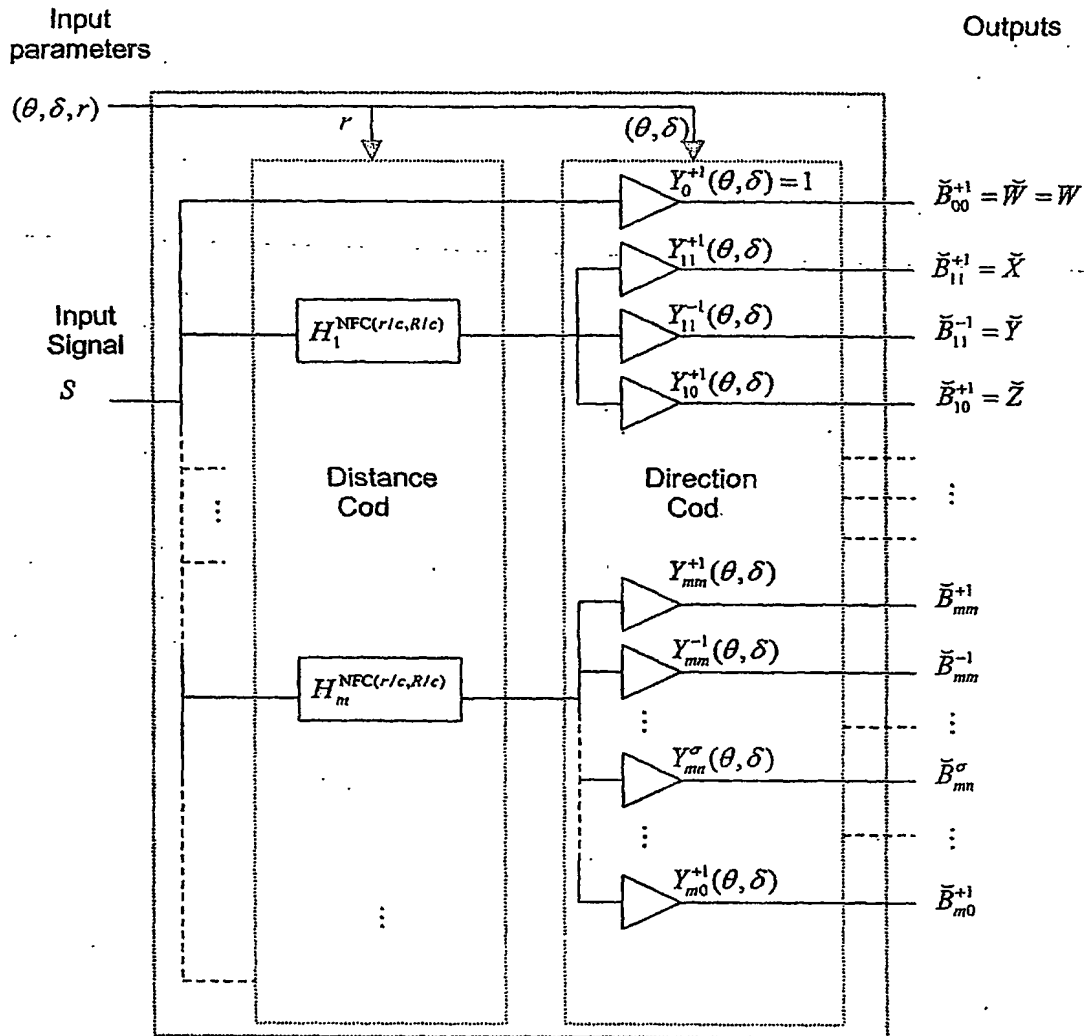 Input parameters
Outputs
(θ, δ, r)
r
(θ, δ)
Y_0^{+1}(θ, δ) = 1
B̆_{00}^{+1} = W̆ = W
Y_{11}^{+1}(θ, δ)
B̆_{11}^{+1} = X̆
Input Signal
S
H_1^{NFC(r/c, R/c)}
Y_{11}^{-1}(θ, δ)
B̆_{11}^{-1} = Y̆
Y_{10}^{+1}(θ, δ)
B̆_{10}^{+1} = Z̆
Distance Cod
Direction Cod
Y_{mm}^{+1}(θ, δ)
B̆_{mm}^{+1}
H_m^{NFC(r/c, R/c)}
Y_{mm}^{-1}(θ, δ)
B̆_{mm}^{-1}
Y_{mn}^{σ}(θ, δ)
B̆_{mn}^{σ}
Y_{m0}^{+1}(θ, δ)
B̆_{m0}^{+1}